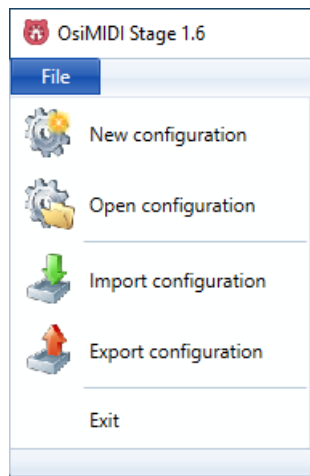 OsiMIDI Stage 1.6
File
New configuration
Open configuration
Import configuration
Export configuration
Exit